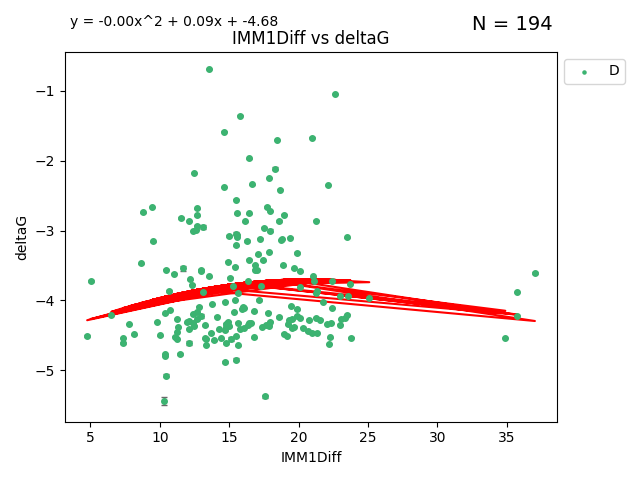 y = -0.00x^2 + 0.09x + -4.68
N = 194
IMM1Diff vs deltaG
D
−1
−2
−3
−4
−5
deltaG
5 10 15 20 25 30 35
IMM1Diff